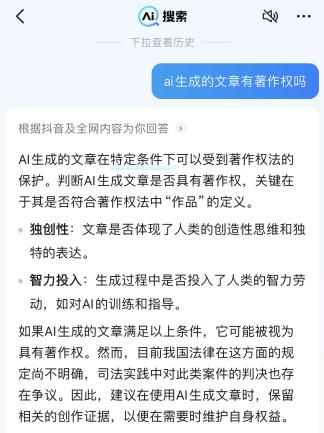 Ai 搜索
下拉查看历史
ai生成的文章有著作权吗
根据抖音及全网内容为你回答
AI生成的文章在特定条件下可以受到著作权法的
保护。判断AI生成文章是否具有著作权，关键在
于其是否符合著作权法中“作品”的定义。
独创性：文章是否体现了人类的创造性思维和独
特的表达。
智力投入：生成过程中是否投入了人类的智力劳
动，如对AI的训练和指导。
如果AI生成的文章满足以上条件，它可能被视为
具有著作权。然而，目前我国法律在这方面的规
定尚不明确，司法实践中对此类案件的判决也存
在争议。因此，建议在使用AI生成文章时，保留
相关的创作证据，以便在需要时维护自身权益。